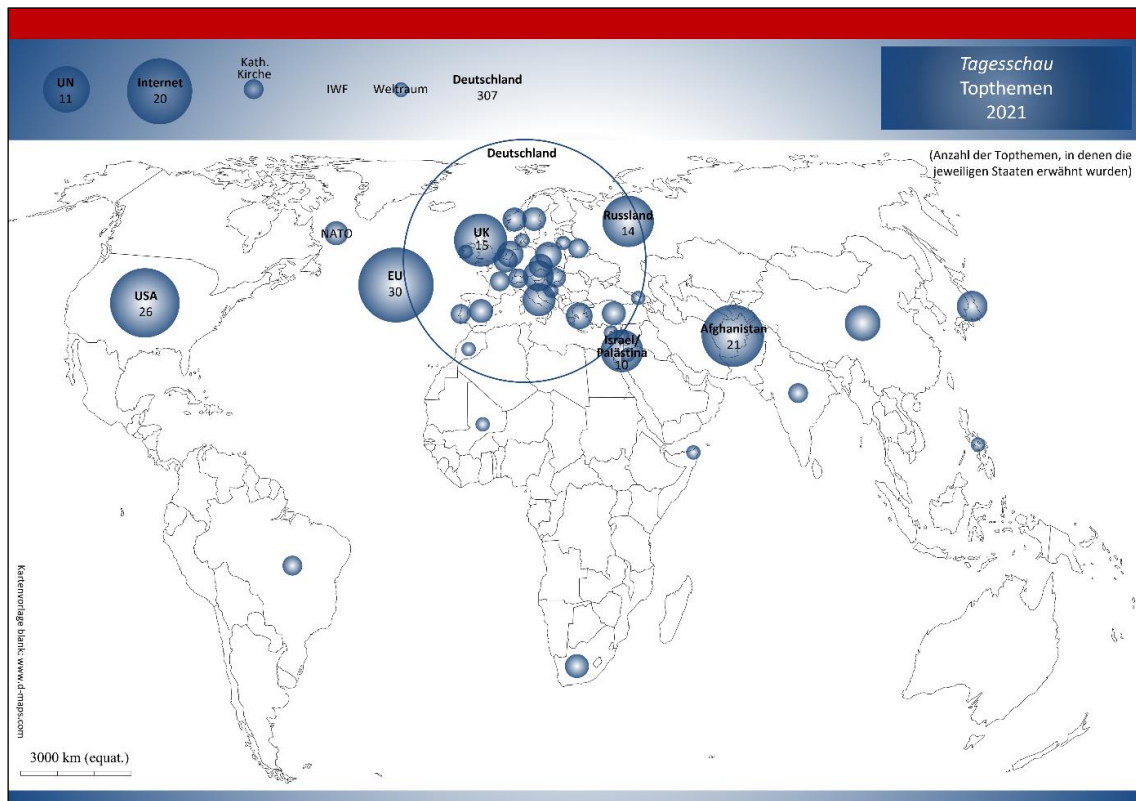 UN
11
Internet
20
Kath.
Kirche
IWF
Weltraum
Deutschland
307
Tagesschau
Topthemen
2021
(Anzahl der Topthemen, in denen die
jeweiligen Staaten erwähnt wurden)
Deutschland
Russland
14
UK
15
NATO
EU
30
USA
26
Afghanistan
21
Israel/
Palästina
10
Kartenvorlage blank: www.d-maps.com
3000 km (equat.)